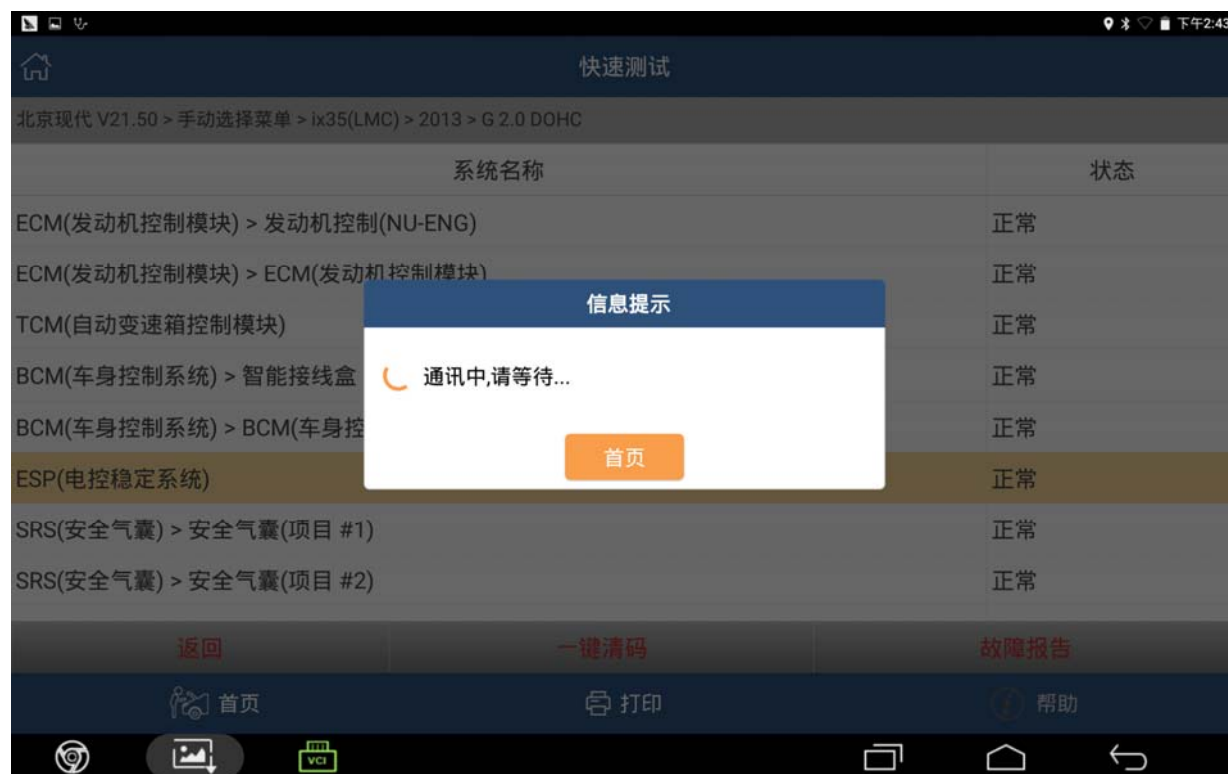 下午2:43
快速测试
北京现代 V21.50 > 手动选择菜单 > ix35(LMC) > 2013 > G 2.0 DOHC
系统名称 状态
ECM(发动机控制模块) > 发动机控制(NU-ENG) 正常
ECM(发动机控制模块) > ECM(发动机控制模块) 正常
信息提示
TCM(自动变速箱控制模块) 正常
BCM(车身控制系统) > 智能接线盒 正常
通讯中,请等待...
BCM(车身控制系统) > BCM(车身控 正常
首页
ESP(电控稳定系统) 正常
SRS(安全气囊) > 安全气囊(项目 #1) 正常
SRS(安全气囊) > 安全气囊(项目 #2) 正常
返回 一键清码 故障报告
首页 打印 帮助
VCI